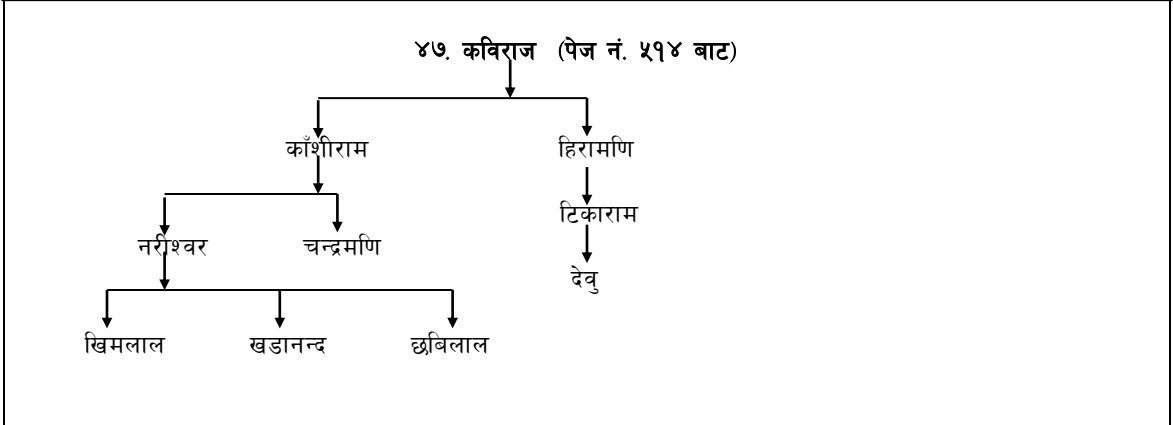 ४७. कविराज (पेज नं. ५१४ बाट)
काँशीराम हिरामणि
टिकाराम
नरीश्वर चन्द्रमणि
देवु
खिमलाल खडानन्द छबिलाल